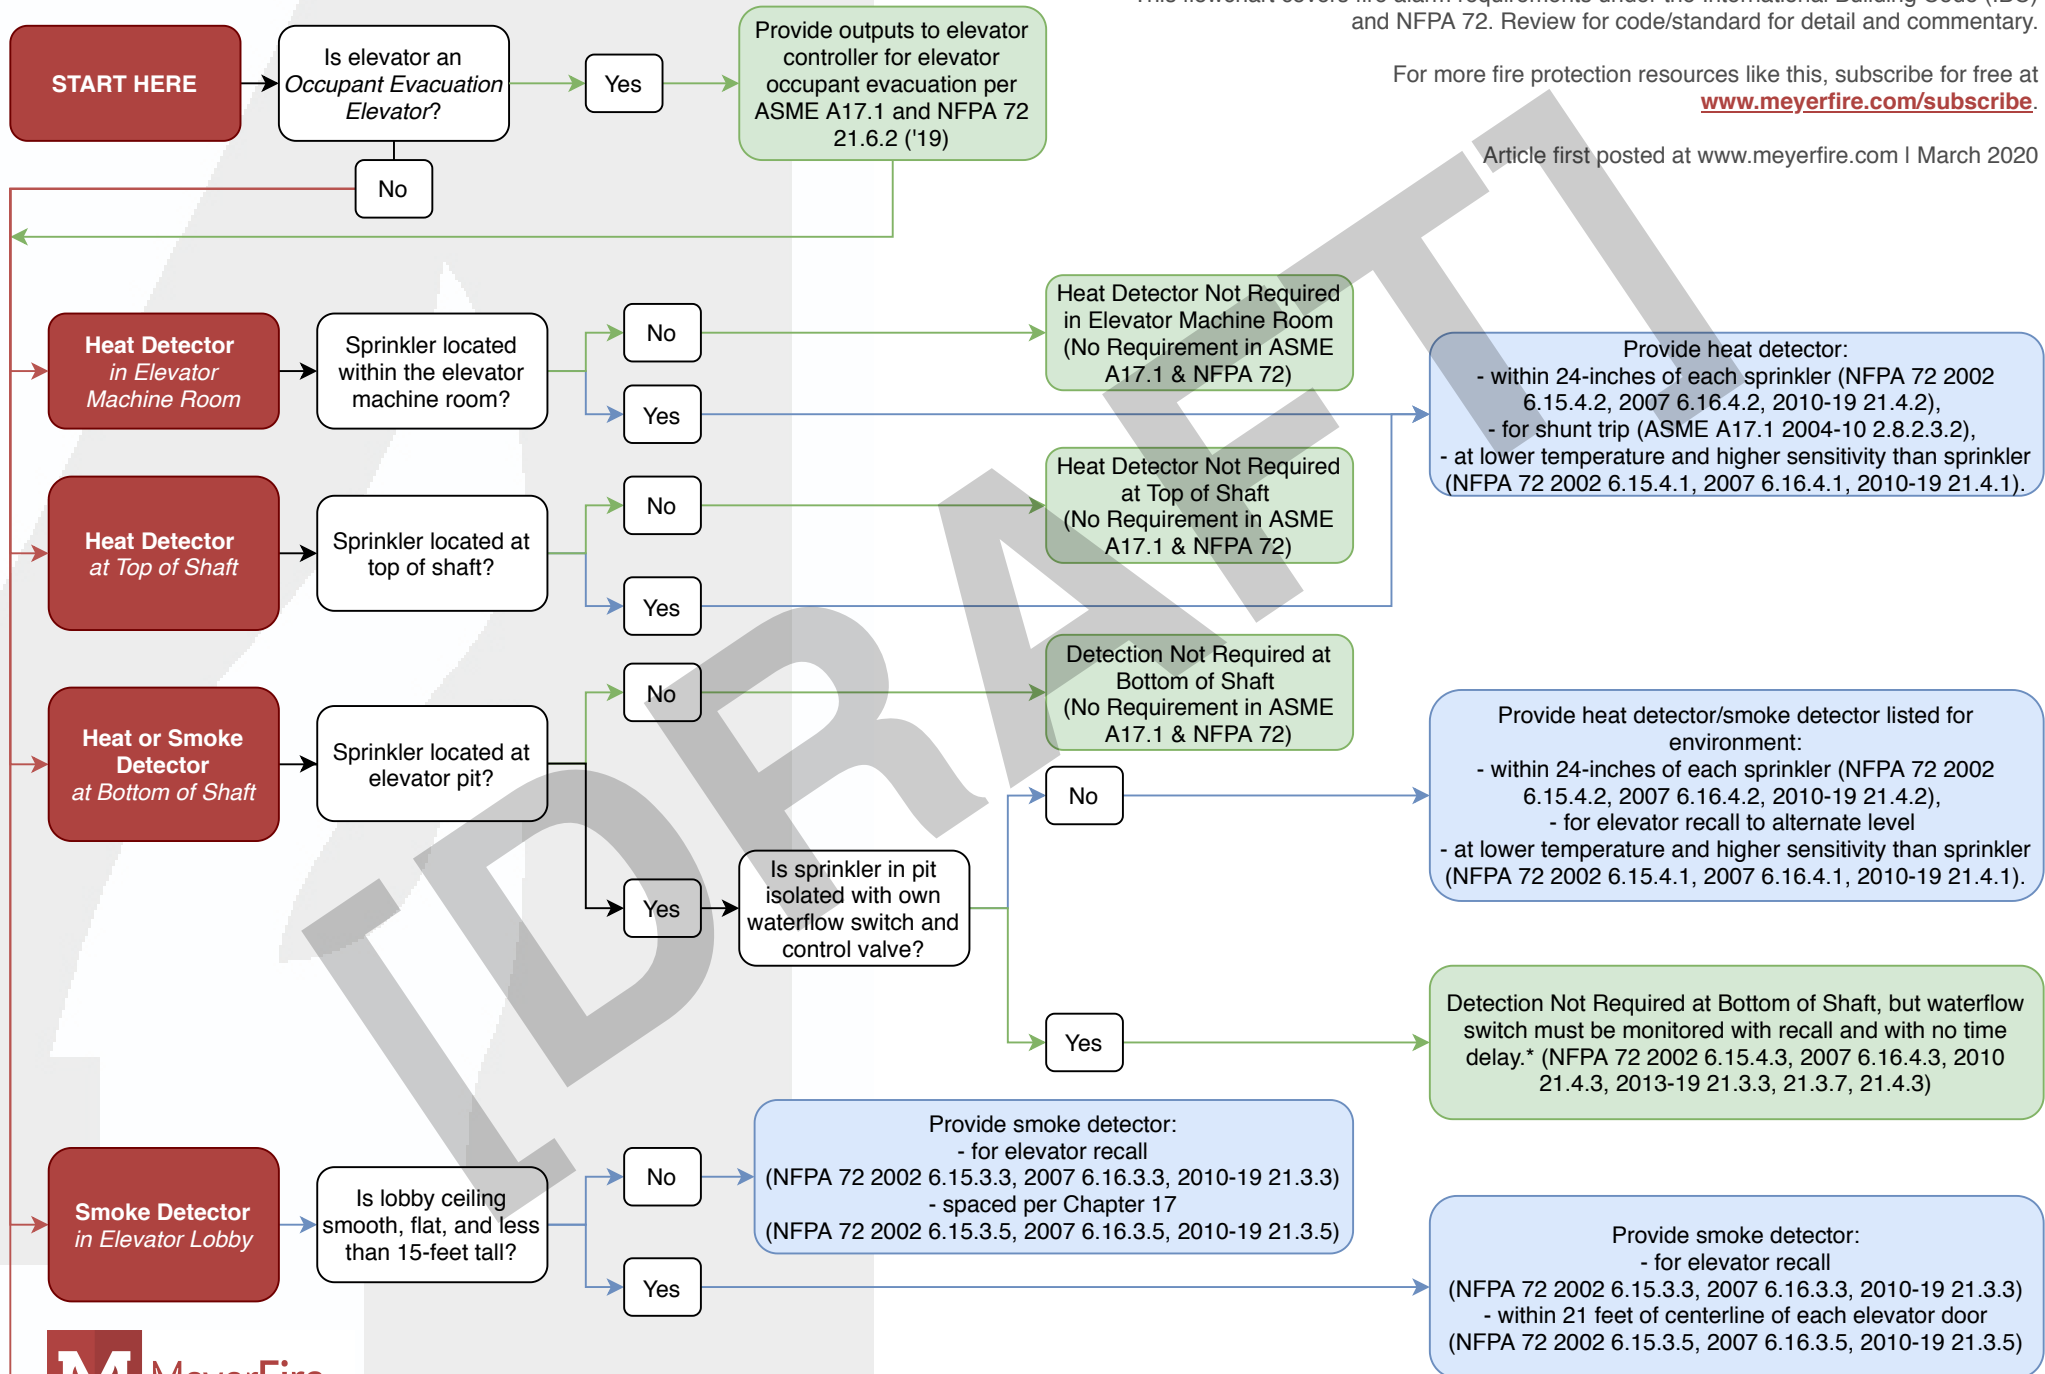 This flowchart covers fire alarm requirements under the International Building Code (IBC)
and NFPA 72. Review for code/standard for detail and commentary.
For more fire protection resources like this, subscribe for free at
www.meyerfire.com/subscribe.
Article first posted at www.meyerfire.com | March 2020
START HERE
Is elevator an
Occupant Evacuation
Elevator?
Yes
Provide outputs to elevator
controller for elevator
occupant evacuation per
ASME A17.1 and NFPA 72
21.6.2 ('19)
No
Heat Detector
in Elevator
Machine Room
Sprinkler located
within the elevator
machine room?
No
Yes
Heat Detector Not Required
in Elevator Machine Room
(No Requirement in ASME
A17.1 & NFPA 72)
Provide heat detector:
- within 24-inches of each sprinkler (NFPA 72 2002
6.15.4.2, 2007 6.16.4.2, 2010-19 21.4.2),
- for shunt trip (ASME A17.1 2004-10 2.8.2.3.2),
- at lower temperature and higher sensitivity than sprinkler
(NFPA 72 2002 6.15.4.1, 2007 6.16.4.1, 2010-19 21.4.1).
Heat Detector
at Top of Shaft
Sprinkler located at
top of shaft?
No
Yes
Heat Detector Not Required
at Top of Shaft
(No Requirement in ASME
A17.1 & NFPA 72)
Heat or Smoke
Detector
at Bottom of Shaft
Sprinkler located at
elevator pit?
No
Detection Not Required at
Bottom of Shaft
(No Requirement in ASME
A17.1 & NFPA 72)
Yes
Is sprinkler in pit
isolated with own
waterflow switch and
control valve?
No
Provide heat detector/smoke detector listed for
environment:
- within 24-inches of each sprinkler (NFPA 72 2002
6.15.4.2, 2007 6.16.4.2, 2010-19 21.4.2),
- for elevator recall to alternate level
- at lower temperature and higher sensitivity than sprinkler
(NFPA 72 2002 6.15.4.1, 2007 6.16.4.1, 2010-19 21.4.1).
Yes
Detection Not Required at Bottom of Shaft, but waterflow
switch must be monitored with recall and with no time
delay.* (NFPA 72 2002 6.15.4.3, 2007 6.16.4.3, 2010
21.4.3, 2013-19 21.3.3, 21.3.7, 21.4.3)
Smoke Detector
in Elevator Lobby
Is lobby ceiling
smooth, flat, and less
than 15-feet tall?
No
Provide smoke detector:
- for elevator recall
(NFPA 72 2002 6.15.3.3, 2007 6.16.3.3, 2010-19 21.3.3)
- spaced per Chapter 17
(NFPA 72 2002 6.15.3.5, 2007 6.16.3.5, 2010-19 21.3.5)
Yes
Provide smoke detector:
- for elevator recall
(NFPA 72 2002 6.15.3.3, 2007 6.16.3.3, 2010-19 21.3.3)
- within 21 feet of centerline of each elevator door
(NFPA 72 2002 6.15.3.5, 2007 6.16.3.5, 2010-19 21.3.5)
[DRAFT]
M MeyerFire